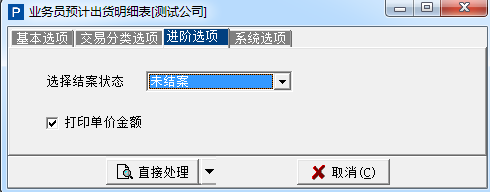 P 业务员预计出货明细表[测试公司]
基本选项 交易分类选项 进阶选项 系统选项
选择结案状态 未结案
打印单价金额
直接处理 取消(C)